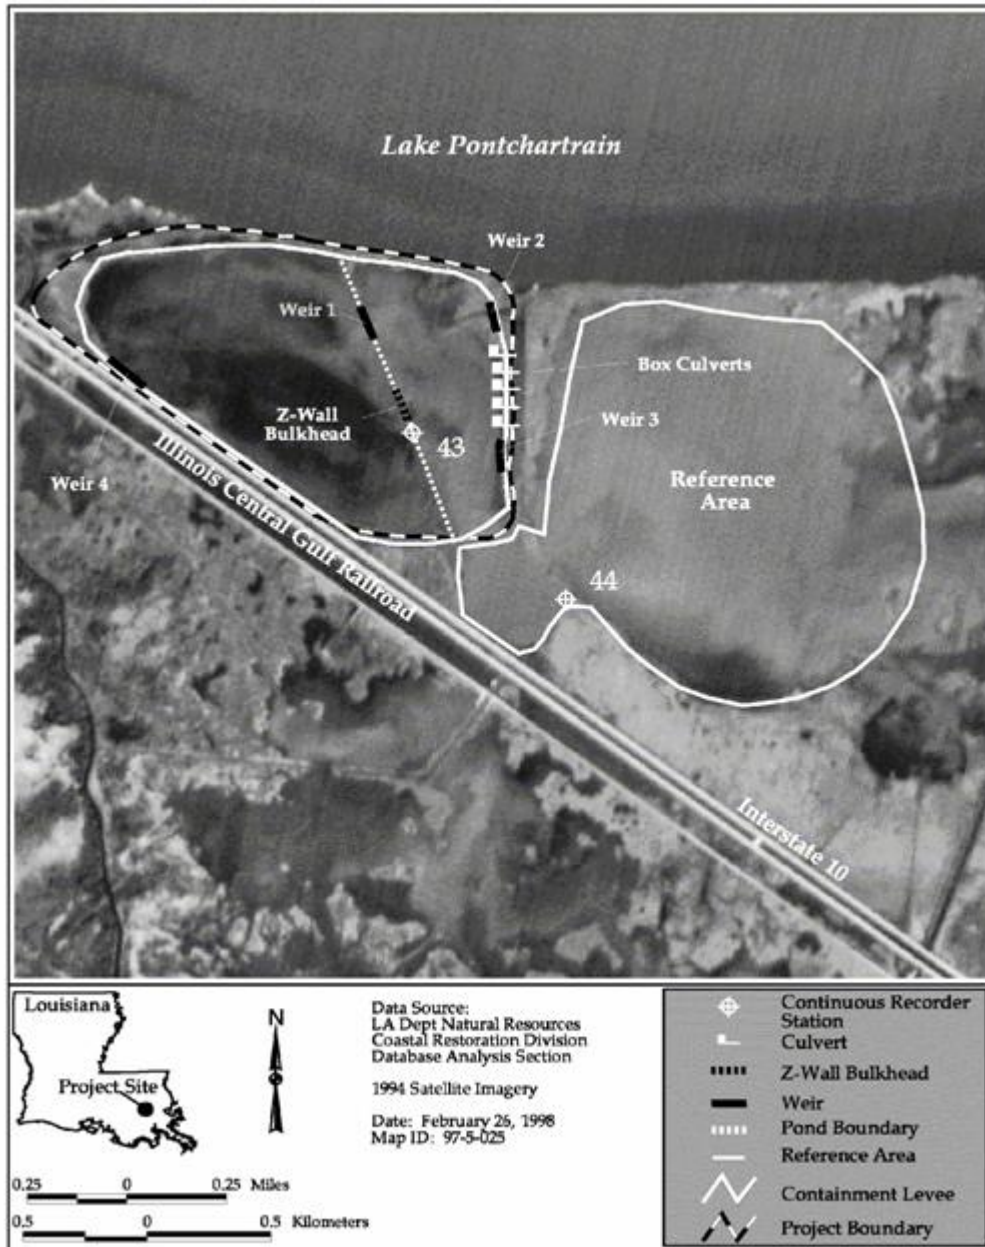 Lake Pontchartrain
Weir 2
Weir 1
Box Culverts
Z-Wall
Bulkhead
43
Weir 3
Weir 4
Reference
Area
Illinois Central Gulf Railroad
44
Interstate 10
Louisiana
Project Site
N
Data Source:
LA Dept Natural Resources
Coastal Restoration Division
Database Analysis Section
1994 Satellite Imagery
Date: February 26, 1998
Map ID: 97-5-025
0.25 0 0.25 Miles
0.5 0 0.5 Kilometers
Continuous Recorder
Station
Culvert
Z-Wall Bulkhead
Weir
Pond Boundary
Reference Area
Containment Levee
Project Boundary